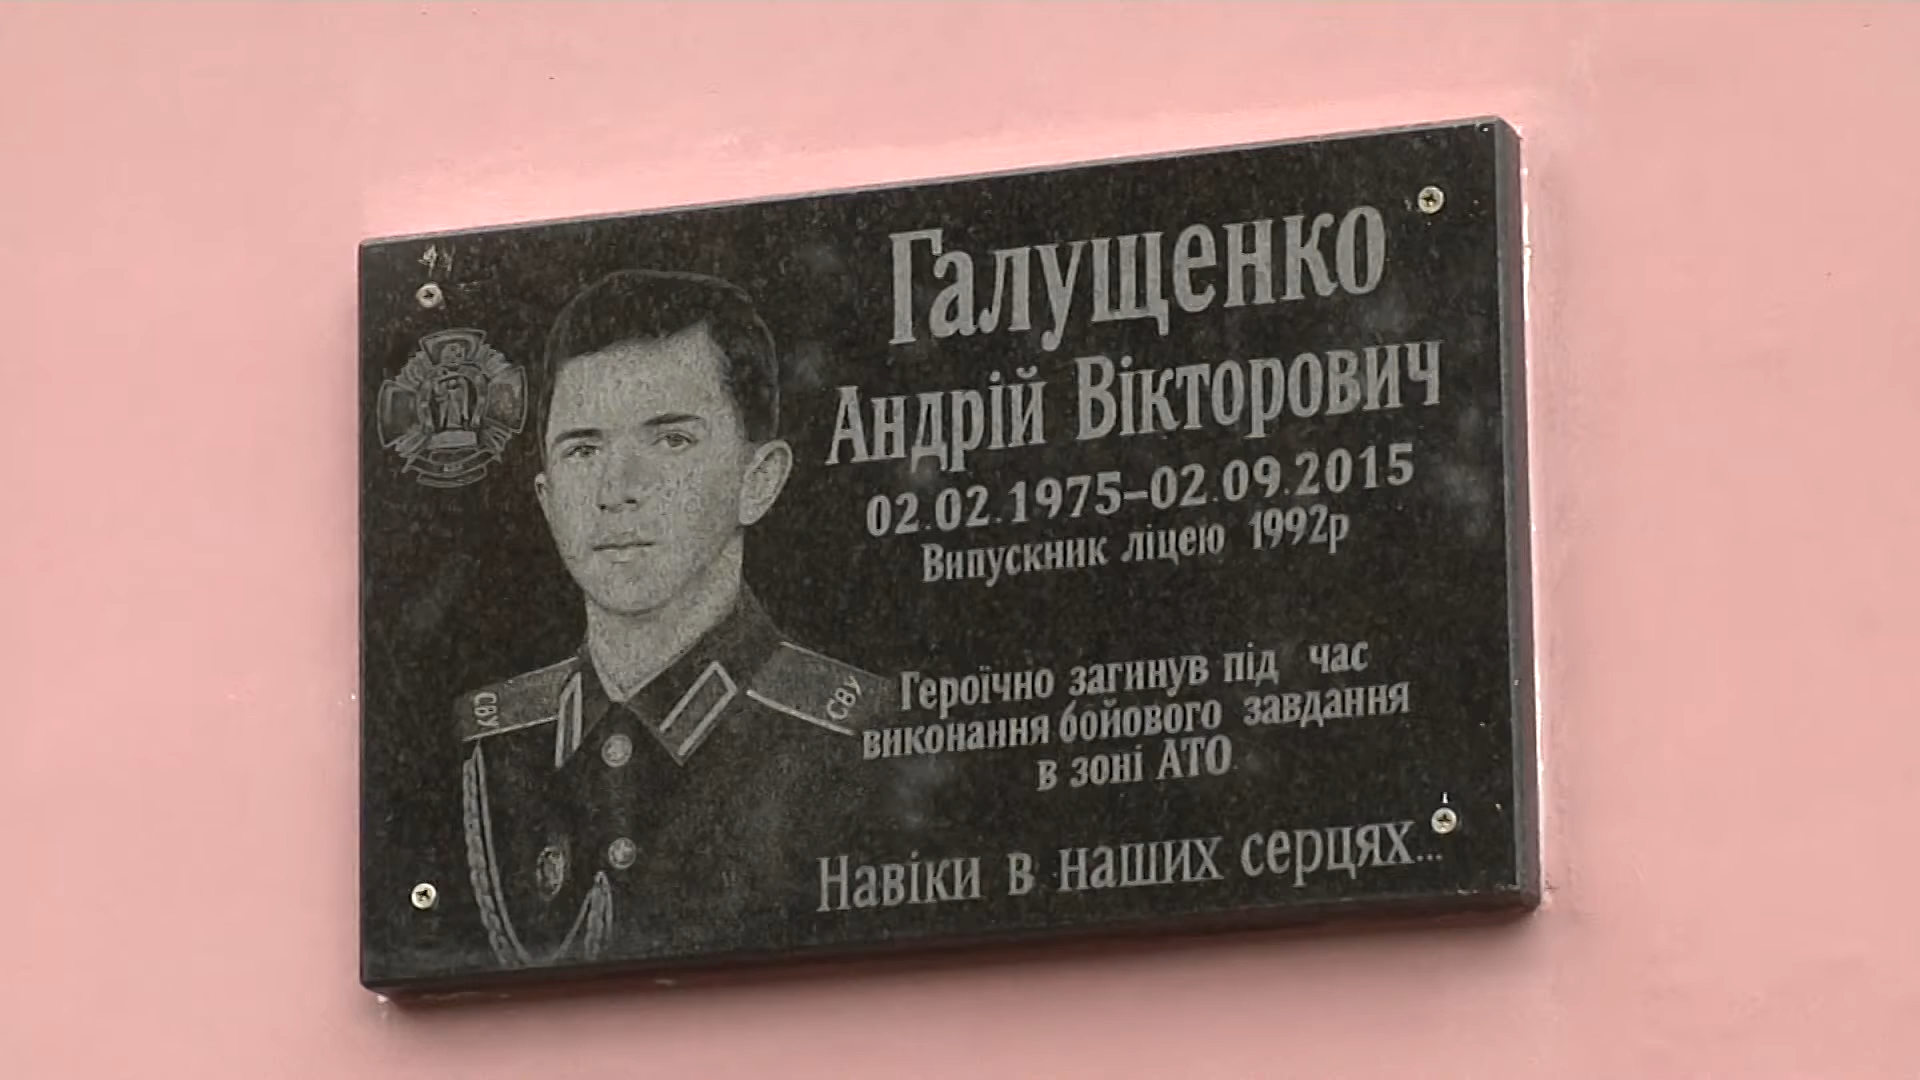 Галущенко
Андрій Вікторович
02.02.1975-02.09.2015
Випускник ліцею 1992р
Героїчно загинув під час
виконання бойового завдання
в зоні АТО
Навіки в наших серцях...
СВУ
СВУ